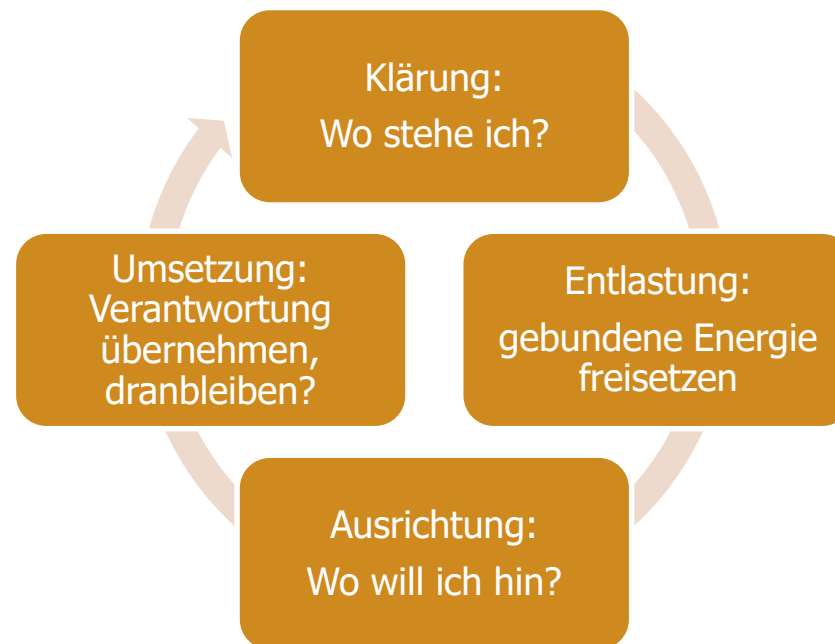 Klärung:
Wo stehe ich?
Entlastung:
gebundene Energie
freisetzen
Ausrichtung:
Wo will ich hin?
Umsetzung:
Verantwortung
übernehmen,
dranbleiben?